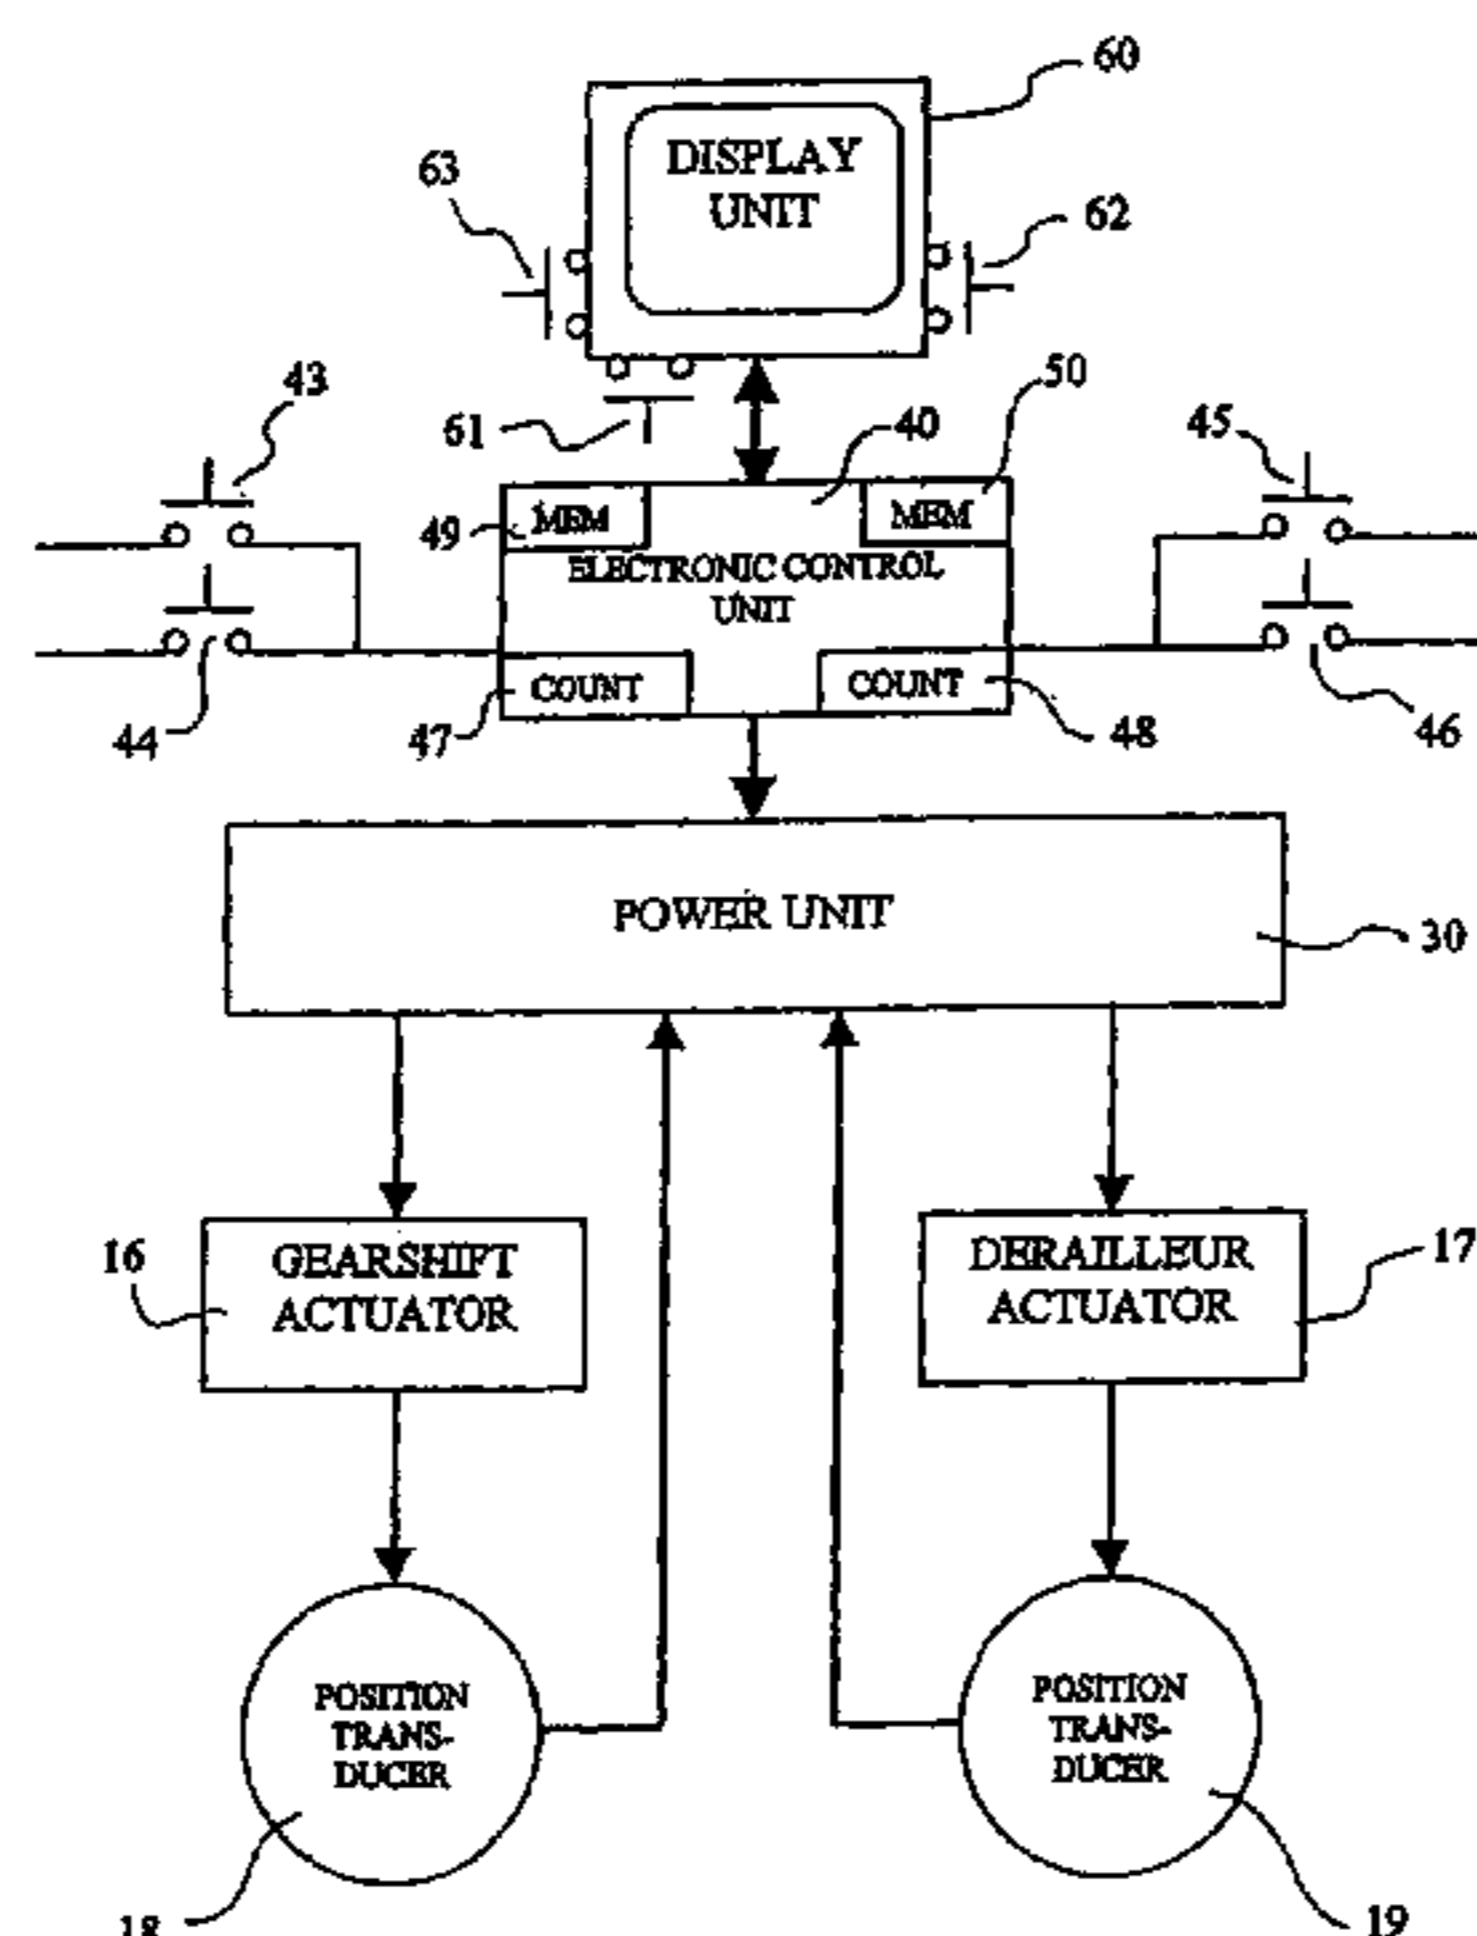 60
DISPLAY
UNIT
63
62
43
61
40
50
45
49
MEM
MEM
ELECTRONIC CONTROL
UNIT
44
47
COUNT
COUNT
48
46
POWER UNIT
30
16
GEARSHIFT
ACTUATOR
DERAILLEUR
ACTUATOR
17
POSITION
TRANS-
DUCER
POSITION
TRANS-
DUCER
18
19